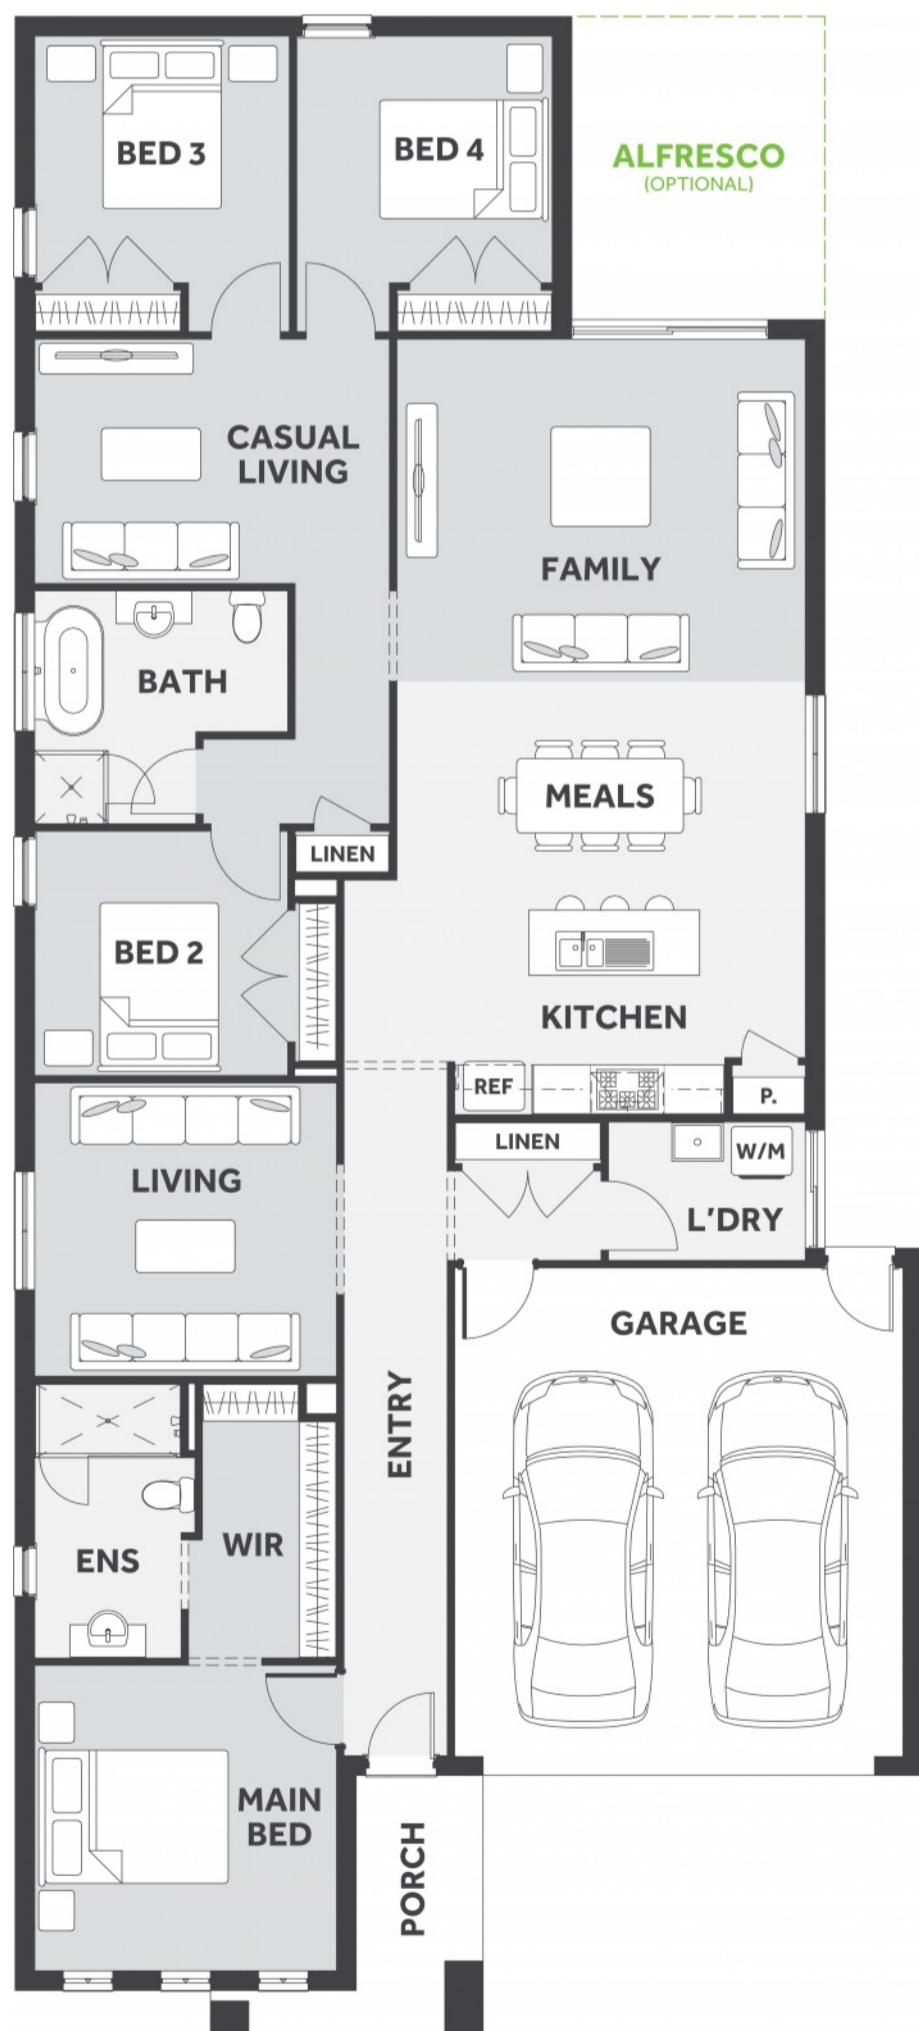 BED 3
BED 4
ALFRESCO
(OPTIONAL)
CASUAL
LIVING
FAMILY
BATH
MEALS
LINEN
BED 2
KITCHEN
REF
P.
LINEN
W/M
LIVING
L'DRY
GARAGE
ENTRY
WIR
ENS
MAIN
BED
PORCH